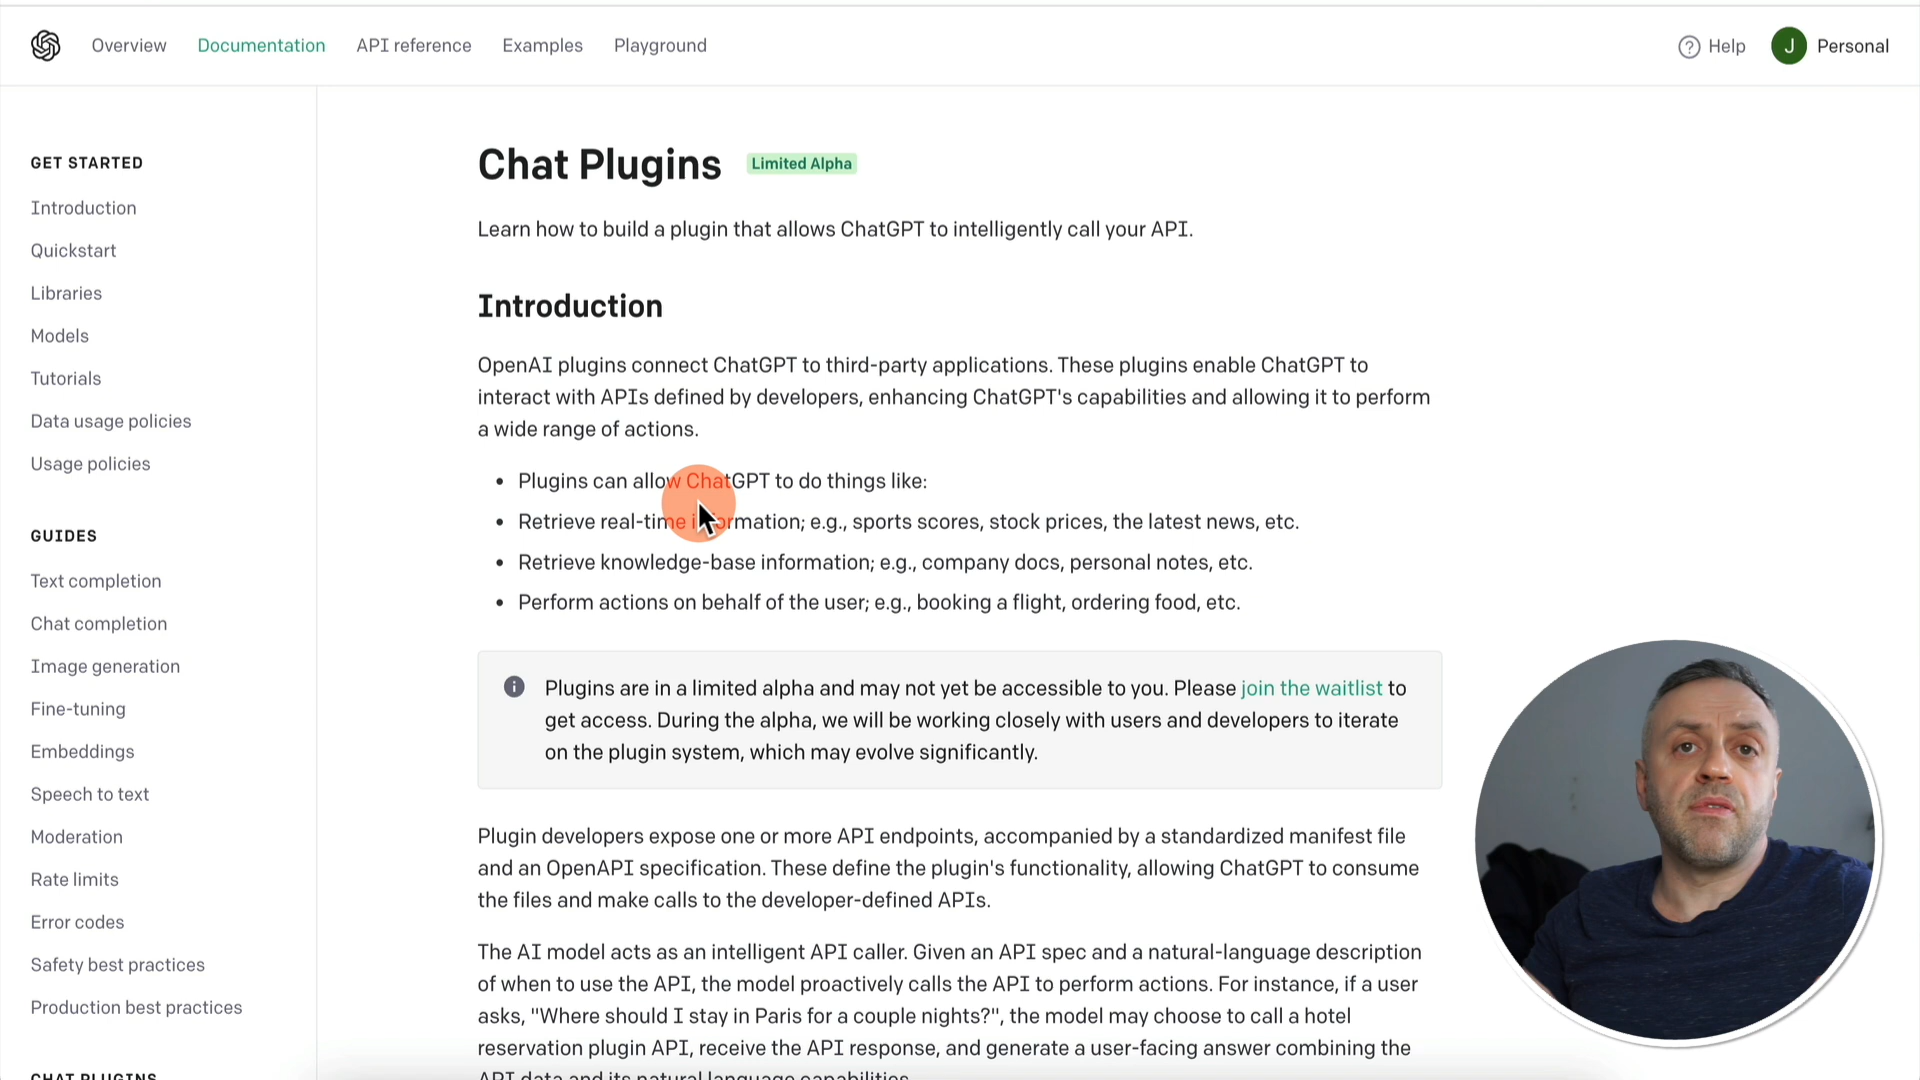 Overview Documentation API reference Examples Playground Help J Personal
GET STARTED
Introduction
Quickstart
Libraries
Models
Tutorials
Data usage policies
Usage policies
GUIDES
Text completion
Chat completion
Image generation
Fine-tuning
Embeddings
Speech to text
Moderation
Rate limits
Error codes
Safety best practices
Production best practices
CHAT PLUGINS
Chat Plugins Limited Alpha
Learn how to build a plugin that allows ChatGPT to intelligently call your API.
Introduction
OpenAI plugins connect ChatGPT to third-party applications. These plugins enable ChatGPT to
interact with APIs defined by developers, enhancing ChatGPT's capabilities and allowing it to perform
a wide range of actions.
• Plugins can allow ChatGPT to do things like:
• Retrieve real-time information; e.g., sports scores, stock prices, the latest news, etc.
• Retrieve knowledge-base information; e.g., company docs, personal notes, etc.
• Perform actions on behalf of the user; e.g., booking a flight, ordering food, etc.
Plugins are in a limited alpha and may not yet be accessible to you. Please join the waitlist to
get access. During the alpha, we will be working closely with users and developers to iterate
on the plugin system, which may evolve significantly.
Plugin developers expose one or more API endpoints, accompanied by a standardized manifest file
and an OpenAPI specification. These define the plugin's functionality, allowing ChatGPT to consume
the files and make calls to the developer-defined APIs.
The AI model acts as an intelligent API caller. Given an API spec and a natural-language description
of when to use the API, the model proactively calls the API to perform actions. For instance, if a user
asks, "Where should I stay in Paris for a couple nights?", the model may choose to call a hotel
reservation plugin API, receive the API response, and generate a user-facing answer combining the
API data and its natural language capabilities.